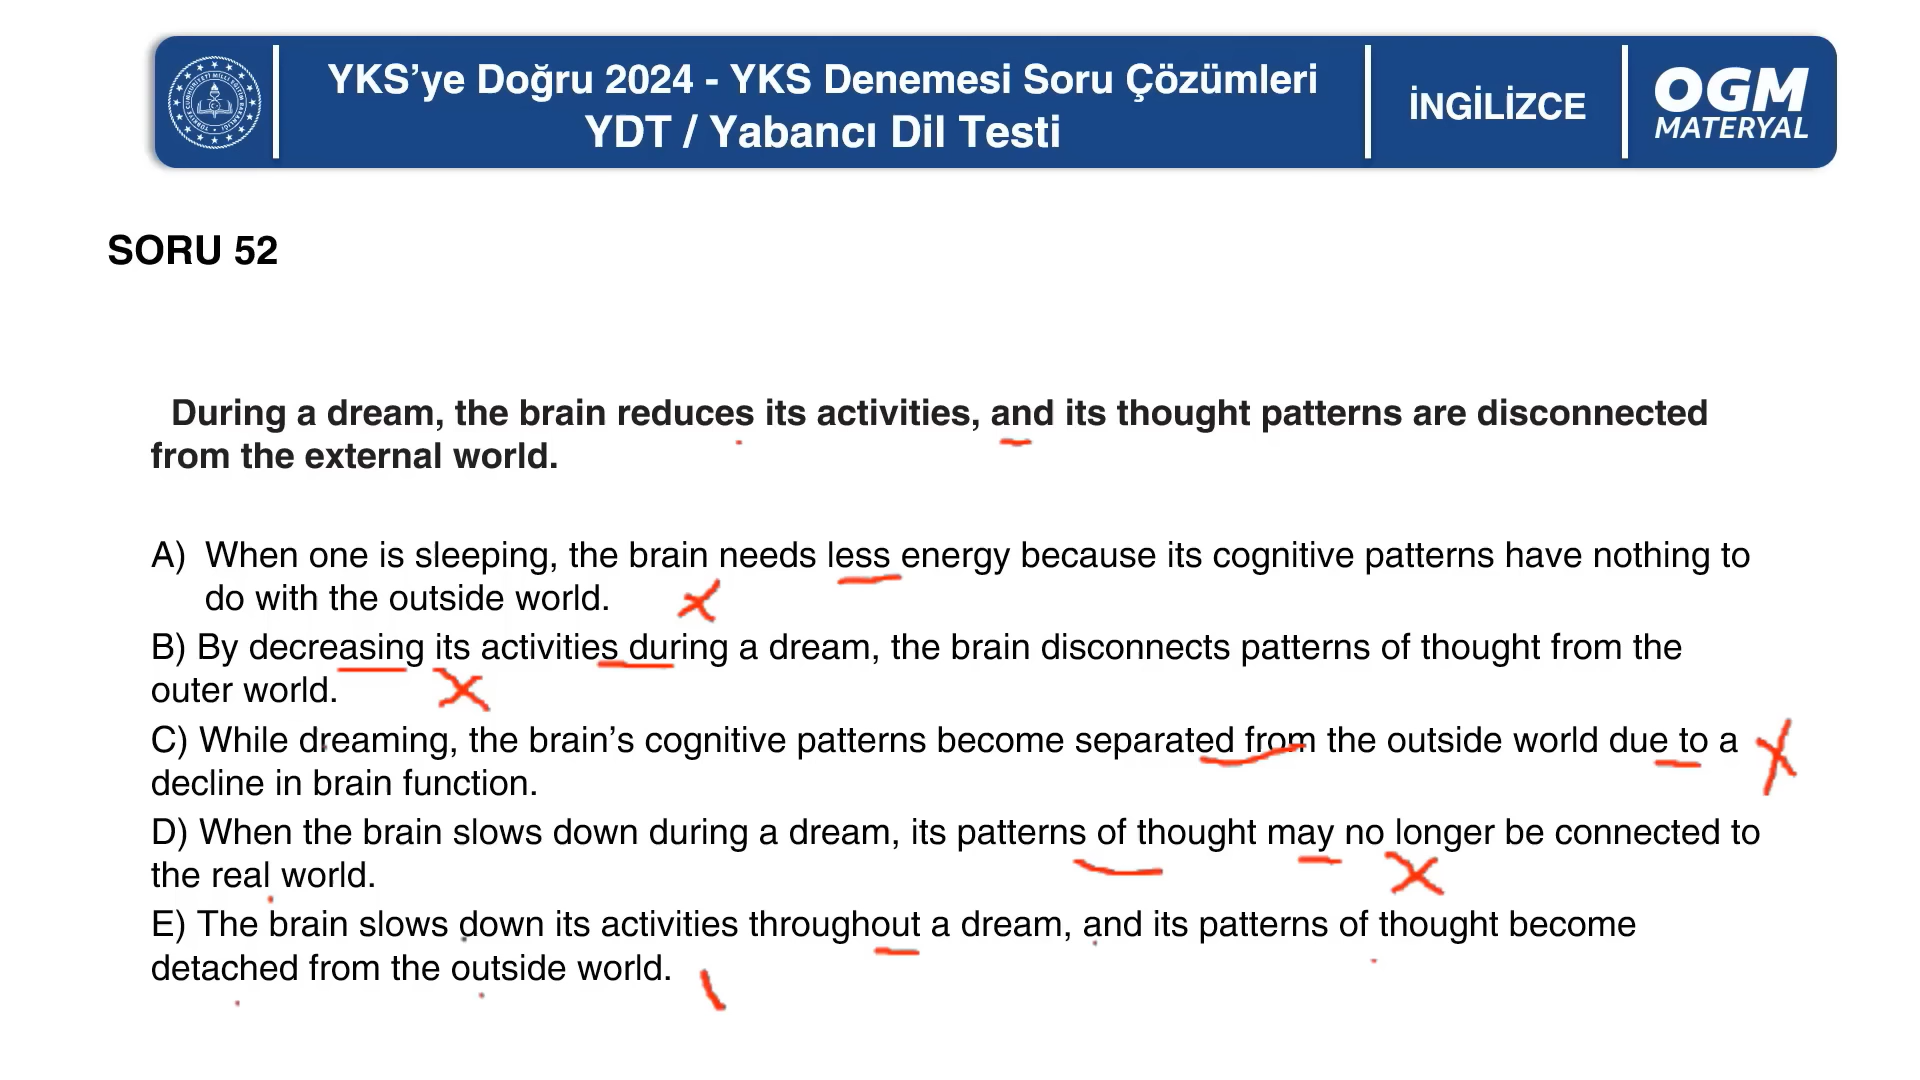 YKS’ye Doğru 2024 - YKS Denemesi Soru Çözümleri
YDT / Yabancı Dil Testi
İNGİLİZCE
OGM
MATERYAL
SORU 52
During a dream, the brain reduces its activities, and its thought patterns are disconnected
from the external world.
A) When one is sleeping, the brain needs less energy because its cognitive patterns have nothing to
do with the outside world.
B) By decreasing its activities during a dream, the brain disconnects patterns of thought from the
outer world.
C) While dreaming, the brain’s cognitive patterns become separated from the outside world due to a
decline in brain function.
D) When the brain slows down during a dream, its patterns of thought may no longer be connected to
the real world.
E) The brain slows down its activities throughout a dream, and its patterns of thought become
detached from the outside world.